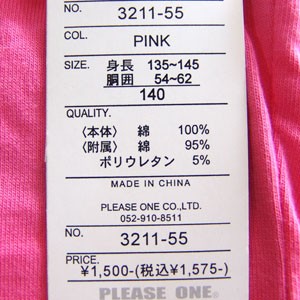 NO. 3211-55
COL. PINK
SIZE. 身長 135~145
胴囲 54~62
140
QUALITY.
〈本体〉 綿 100%
〈附属〉 綿 95%
ポリウレタン 5%
MADE IN CHINA
PLEASE ONE CO.,LTD.
052-910-8511
NO. 3211-55
PRICE.
¥1,500-(税込¥1,575-)
PLEASE ONE.